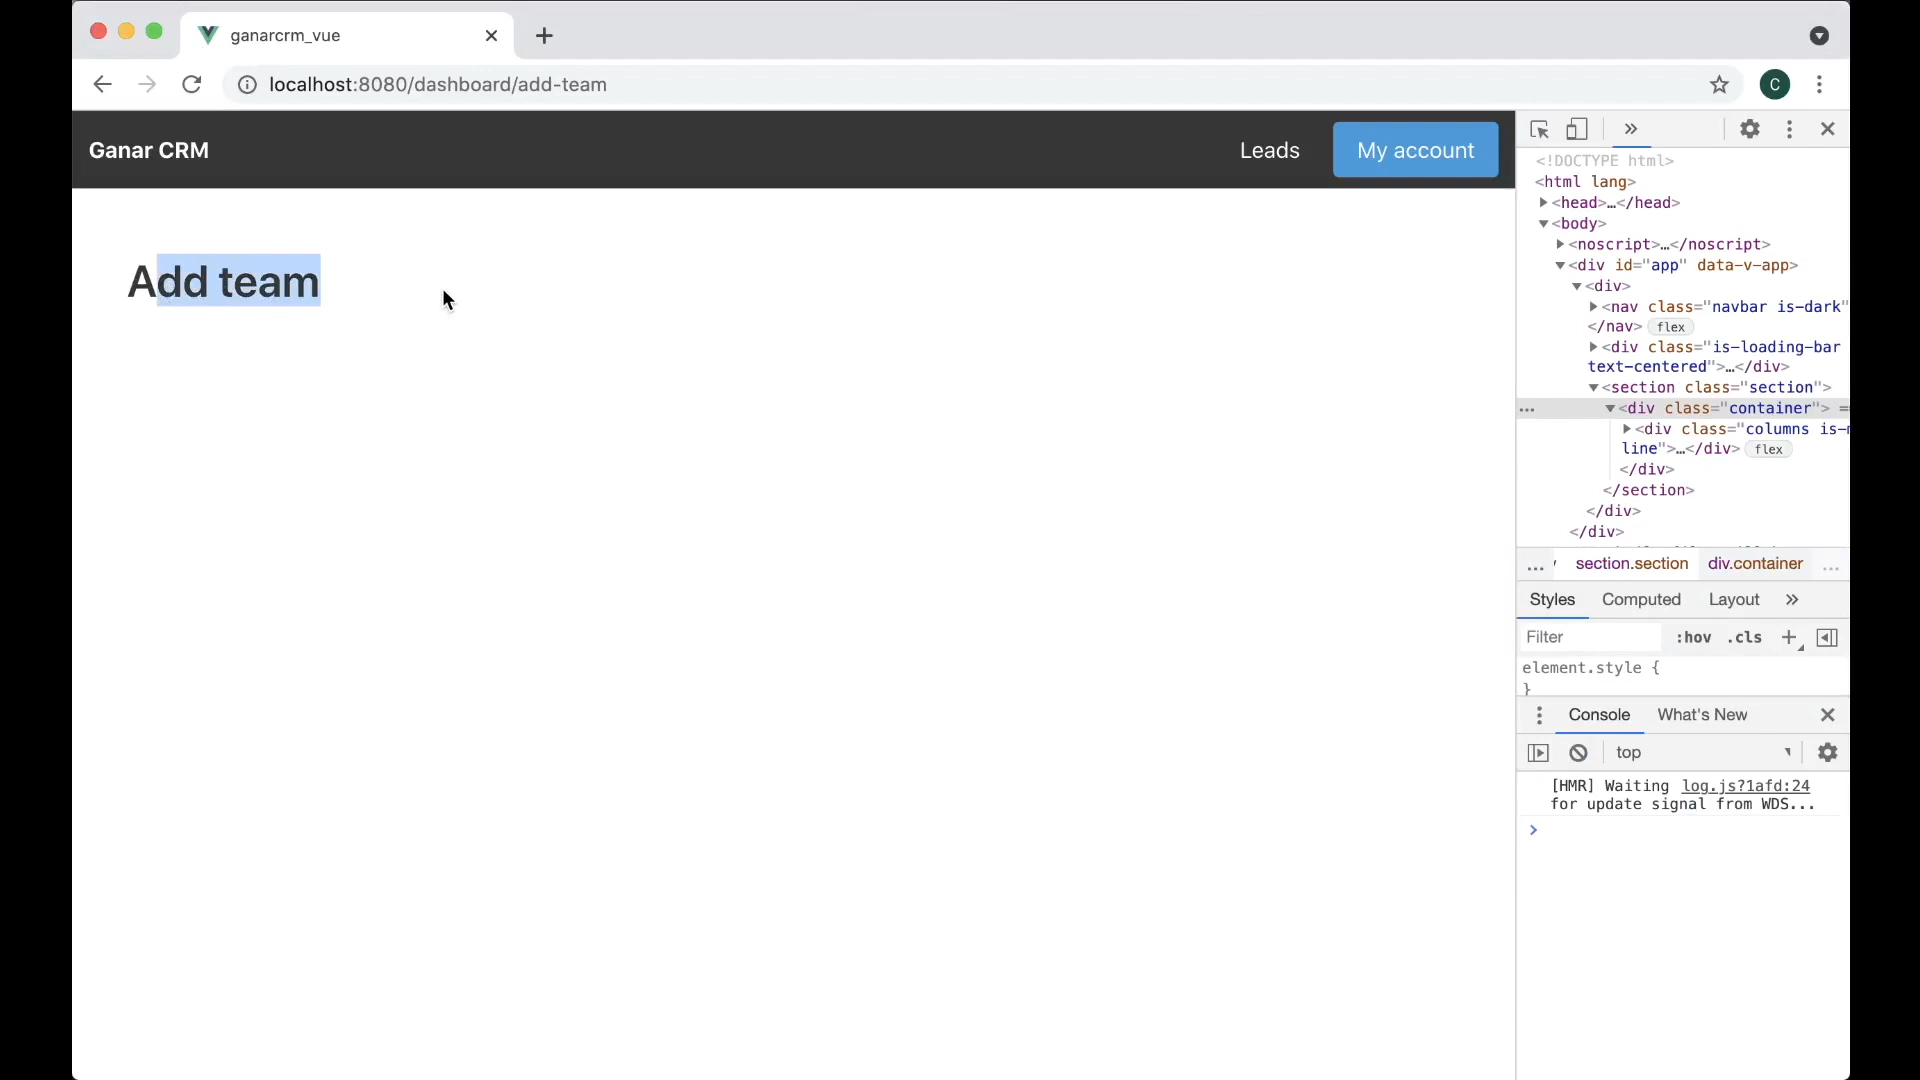 ganarcrm_vue
localhost:8080/dashboard/add-team
C
Ganar CRM
Leads
My account
Add team
<!DOCTYPE html>
<html lang>
<head>…</head>
<body>
<noscript>…</noscript>
<div id="app" data-v-app>
<div>
<nav class="navbar is-dark"
</nav> flex
<div class="is-loading-bar
text-centered">…</div>
<section class="section">
<div class="container"> ==
<div class="columns is-
line">…</div> flex
</div>
</section>
</div>
</div>
… section.section div.container …
Styles Computed Layout
Filter :hov .cls
element.style {
}
Console What's New
top
[HMR] Waiting log.js?1afd:24
for update signal from WDS...